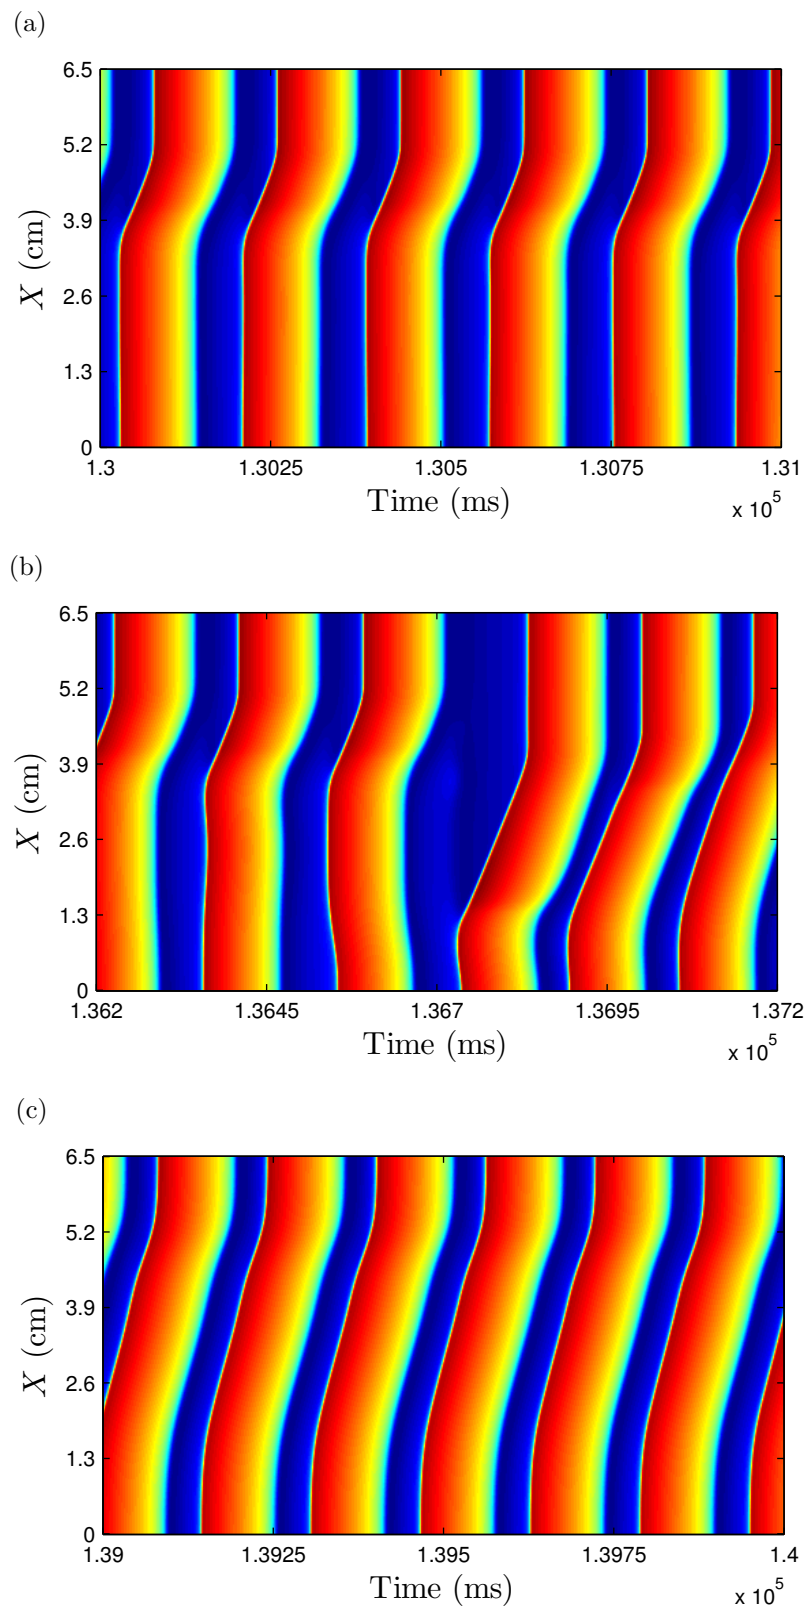 (a)
6.5
5.2
3.9
2.6
1.3
0
X (cm)
1.3 1.3025 1.305 1.3075 1.31
Time (ms)
x 10^5
(b)
6.5
5.2
3.9
2.6
1.3
0
X (cm)
1.362 1.3645 1.367 1.3695 1.372
Time (ms)
x 10^5
(c)
6.5
5.2
3.9
2.6
1.3
0
X (cm)
1.39 1.3925 1.395 1.3975 1.4
Time (ms)
x 10^5